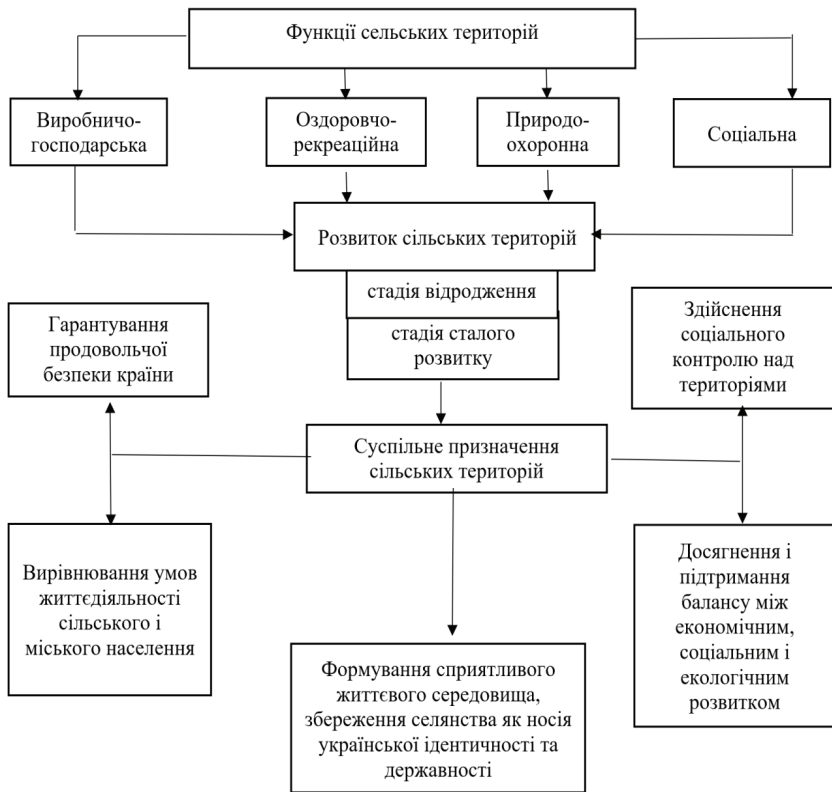 Функції сельських територій
Виробничо-
господарська
Оздоровчо-
рекреаційна
Природо-
охоронна
Соціальна
Розвиток сільських територій
стадія відродження
стадія сталого
розвитку
Гарантування
продовольчої
безпеки країни
Здійснення
соціального
контролю над
територіями
Суспільне призначення
сільських територій
Вирівнювання умов
життєдіяльності
сільського і
міського населення
Формування сприятливого
життєвого середовища,
збереження селянства як носія
української ідентичності та
державності
Досягнення і
підтримання
балансу між
економічним,
соціальним і
екологічним
розвитком